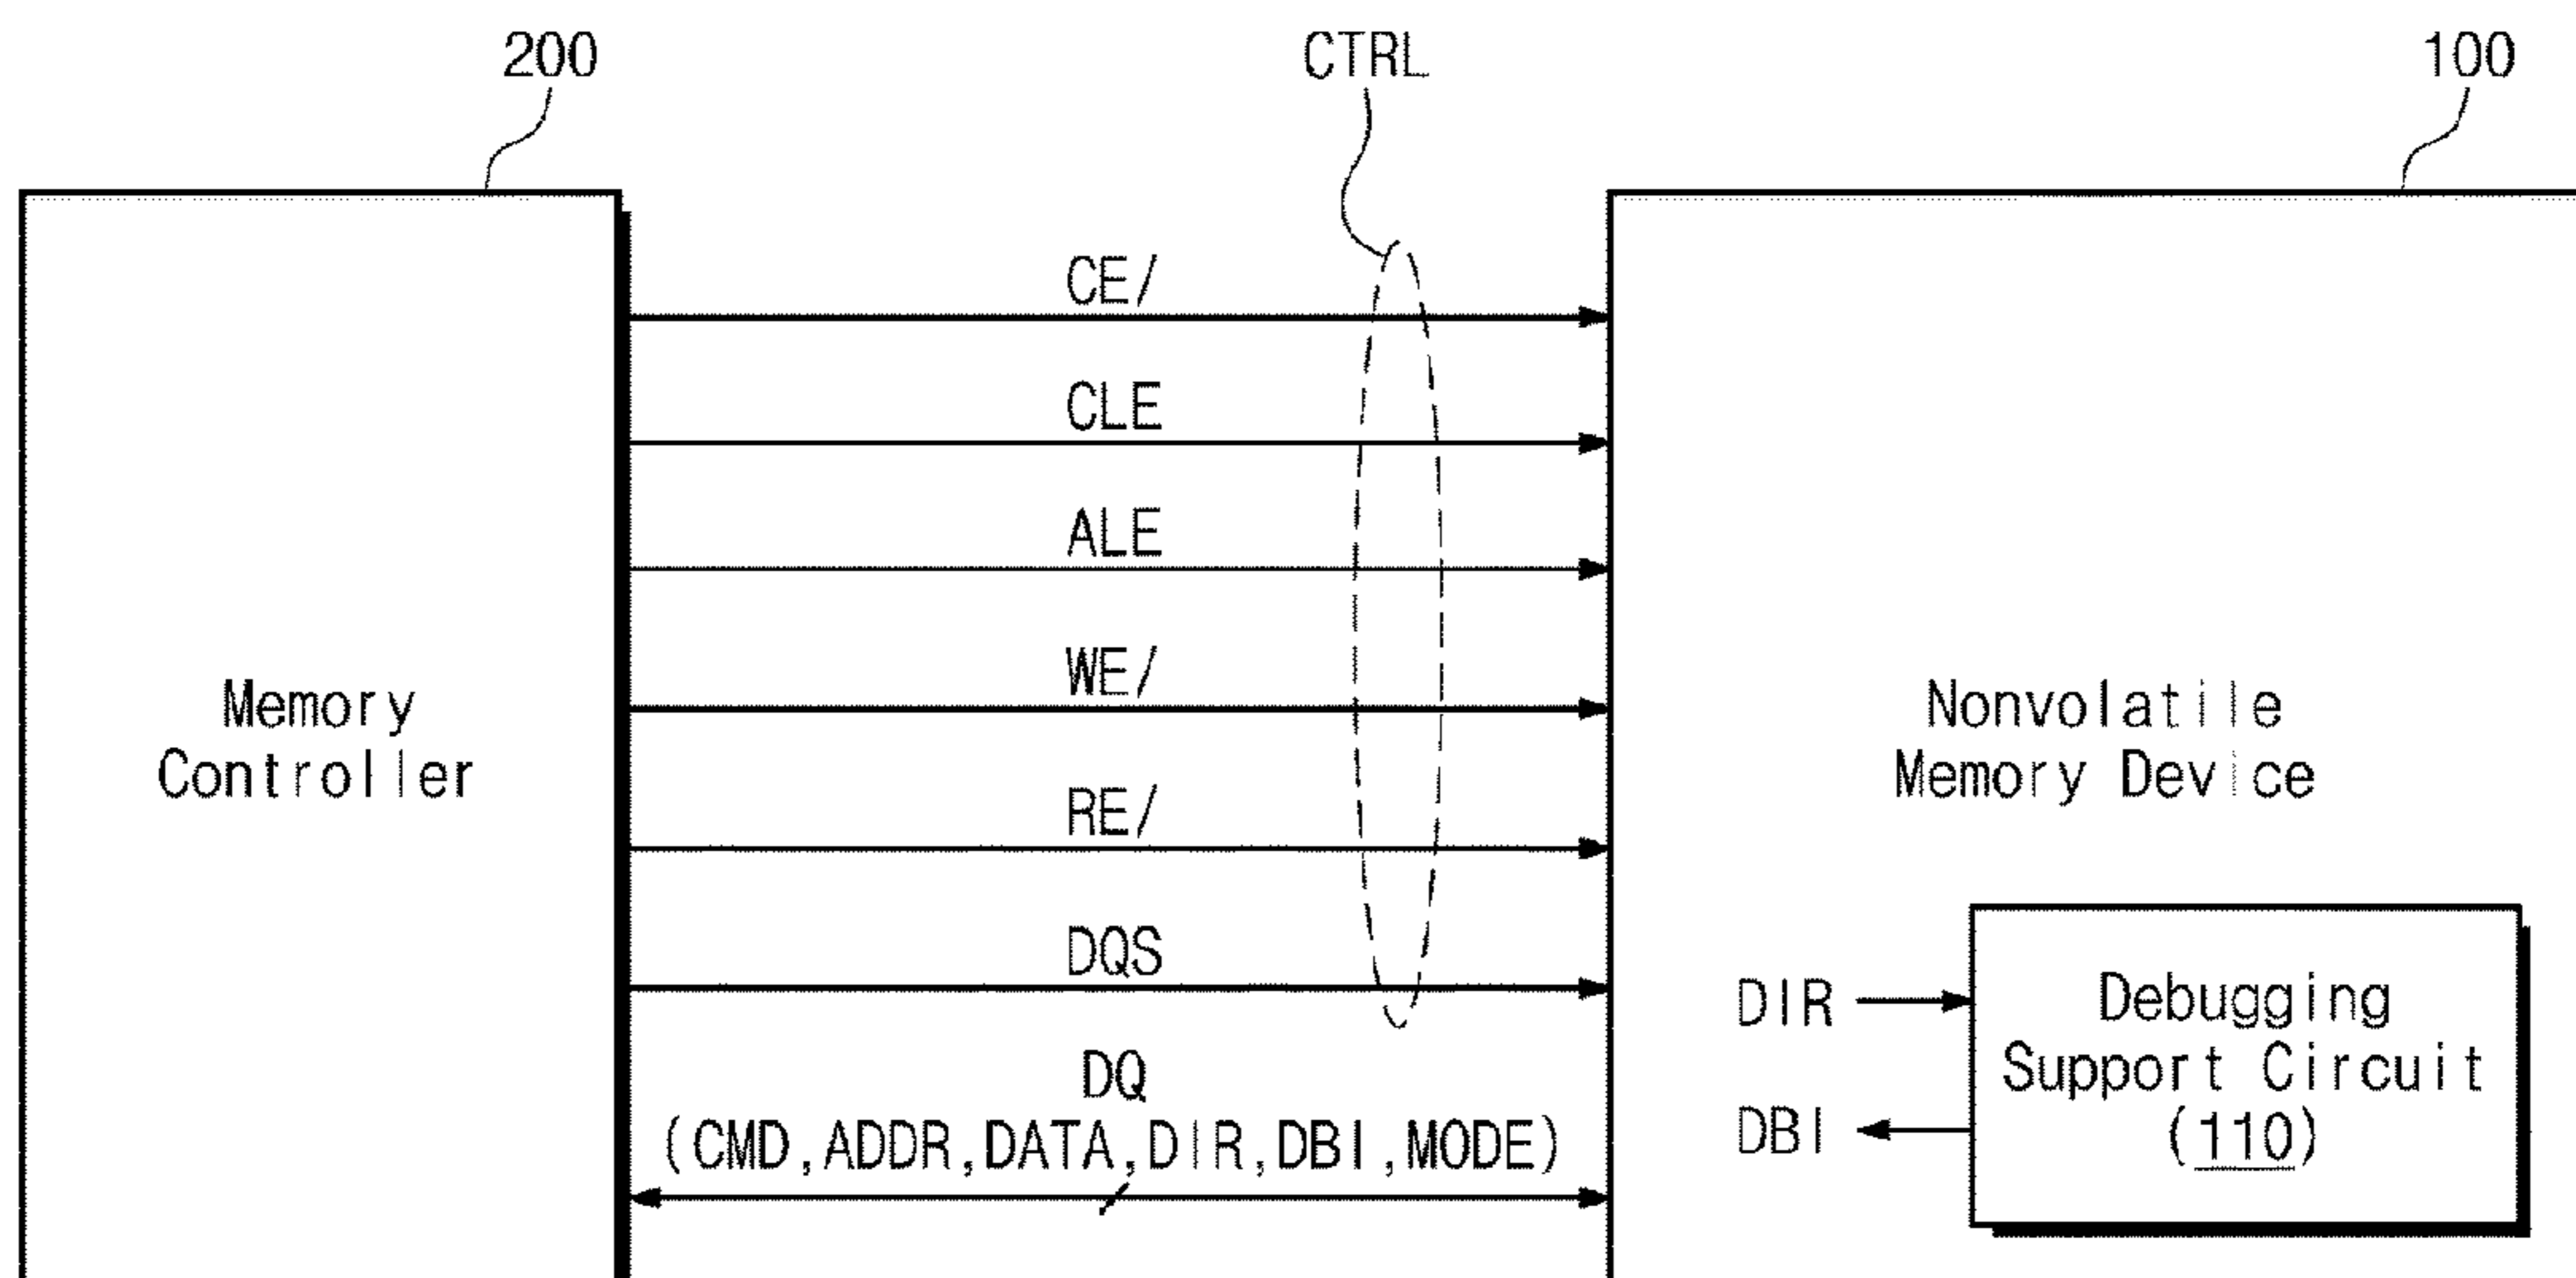 200
CTRL
100
CE/
CLE
ALE
WE/
RE/
DQS
DQ
(CMD,ADDR,DATA,DIR,DBI,MODE)
Memory
Controller
Nonvolatile
Memory Device
DIR
DBI
Debugging
Support Circuit
(110)